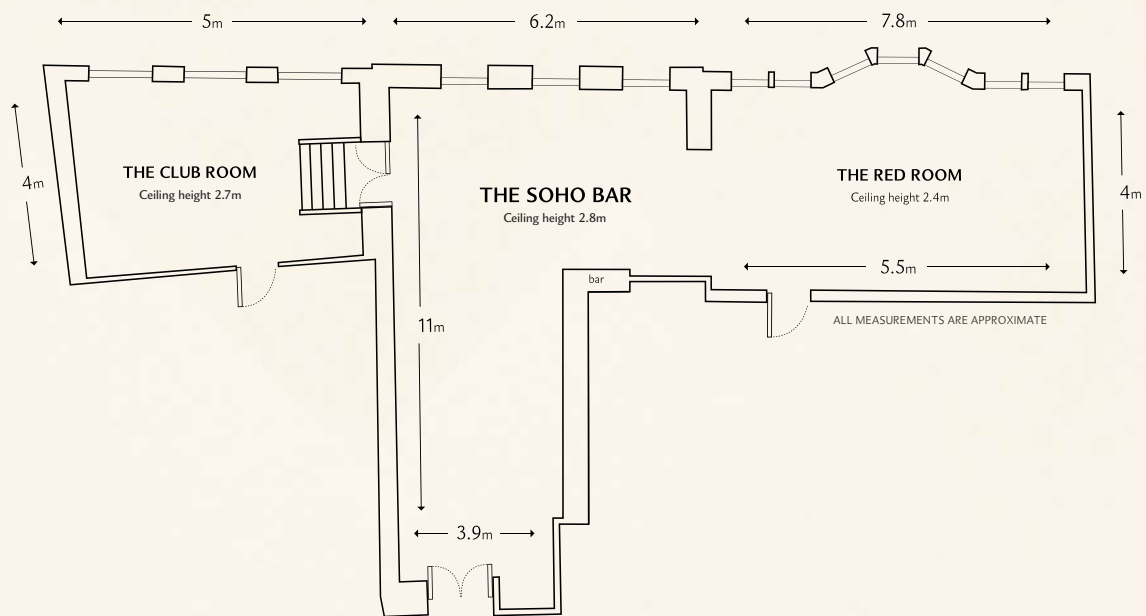 5m
6.2m
7.8m
4m
THE CLUB ROOM
Ceiling height 2.7m
THE SOHO BAR
Ceiling height 2.8m
THE RED ROOM
Ceiling height 2.4m
4m
5.5m
bar
11m
ALL MEASUREMENTS ARE APPROXIMATE
3.9m